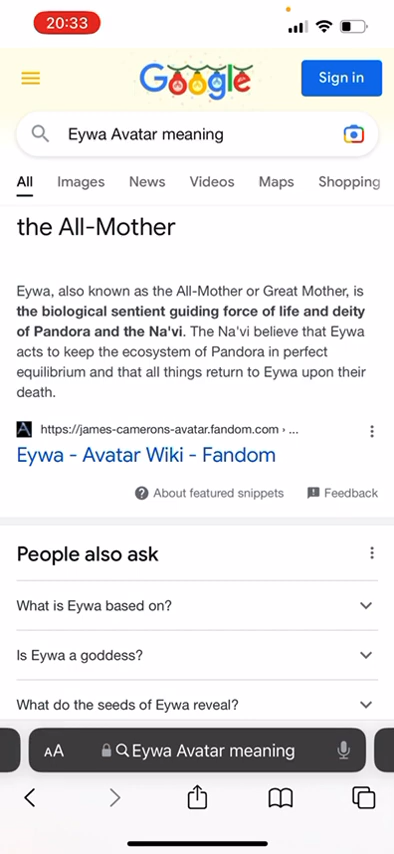 20:33
Google
Sign in
Eywa Avatar meaning
All Images News Videos Maps Shopping
the All-Mother
Eywa, also known as the All-Mother or Great Mother, is
the biological sentient guiding force of life and deity
of Pandora and the Na'vi. The Na'vi believe that Eywa
acts to keep the ecosystem of Pandora in perfect
equilibrium and that all things return to Eywa upon their
death.
A https://james-camerons-avatar.fandom.com › ...
Eywa - Avatar Wiki - Fandom
About featured snippets Feedback
People also ask
What is Eywa based on?
Is Eywa a goddess?
What do the seeds of Eywa reveal?
AA Eywa Avatar meaning